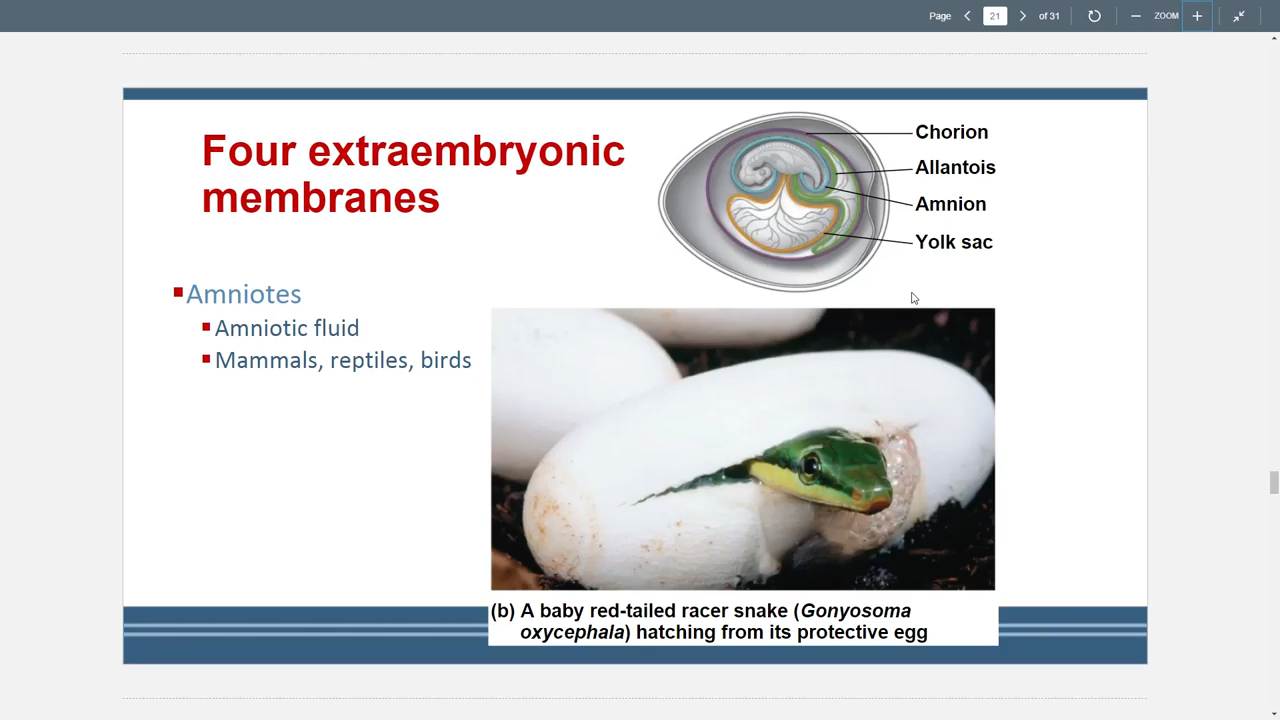 Page 21 of 31 ZOOM
Four extraembryonic
membranes
Chorion
Allantois
Amnion
Yolk sac
Amniotes
Amniotic fluid
Mammals, reptiles, birds
(b) A baby red-tailed racer snake (Gonyosoma
oxycephala) hatching from its protective egg